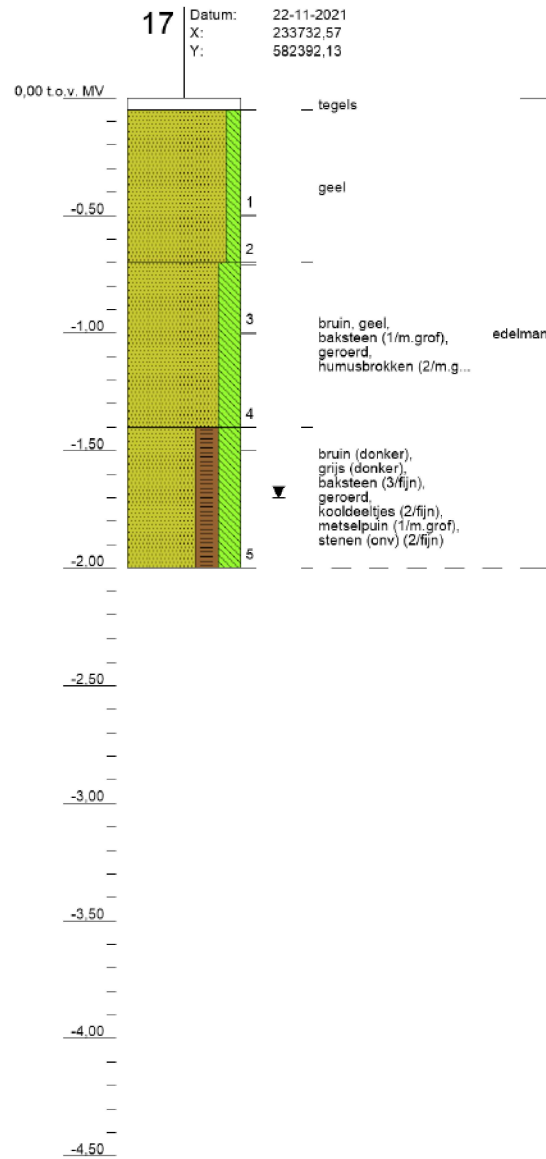 17
Datum: 22-11-2021
X: 233732,57
Y: 582392,13
0,00 t.o.v. MV
tegels
geel
1
-0,50
2
3
bruin, geel,
-1,00
edelman
baksteen (1/m.grof),
geroerd,
humusbrokken (2/m.g...
4
-1,50
bruin (donker),
grijs (donker),
baksteen (3/fijn),
geroerd,
kooldeeltjes (2/fijn),
metselpuin (1/m.grof),
stenen (onv) (2/fijn)
5
-2,00
-2,50
-3,00
-3,50
-4,00
-4,50